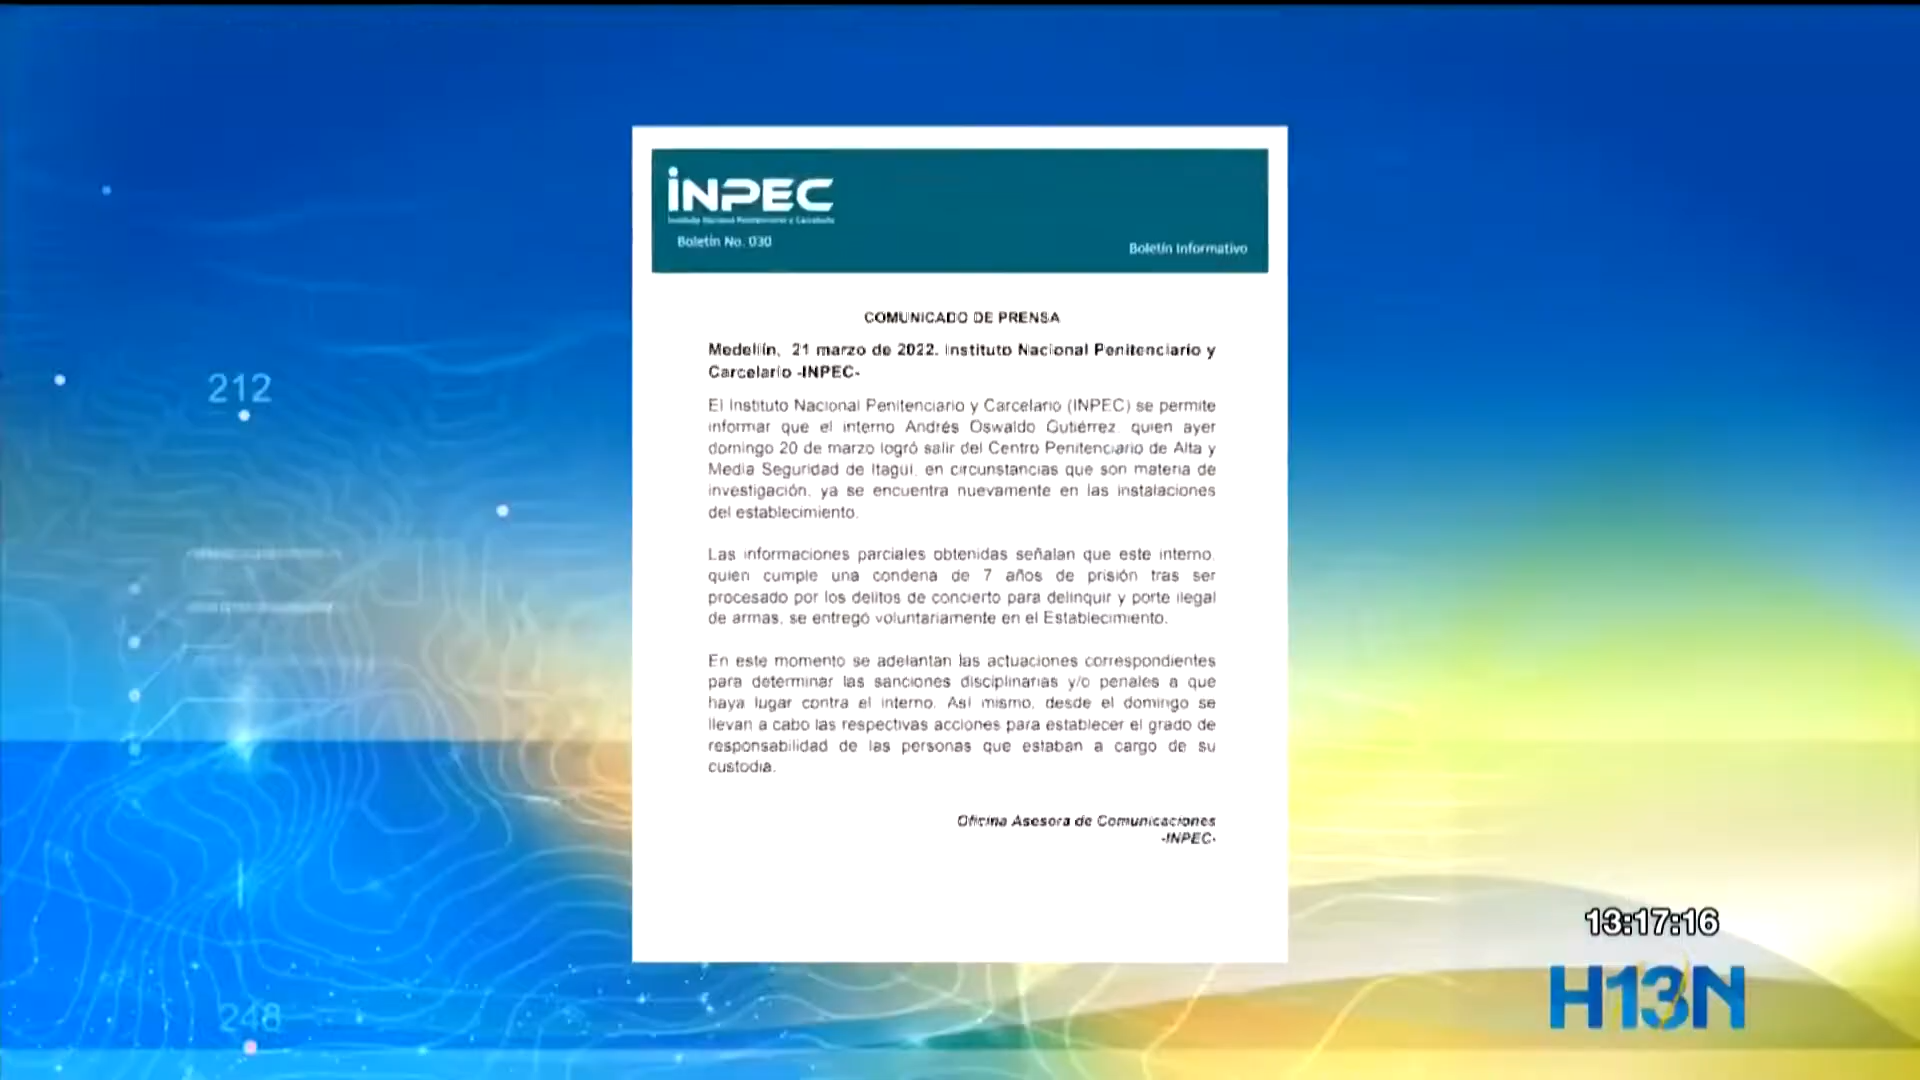 INPEC
Instituto Nacional Penitenciario y Carcelario
Boletín No. 030
Boletín Informativo
COMUNICADO DE PRENSA
Medellín, 21 marzo de 2022. Instituto Nacional Penitenciario y
Carcelario -INPEC-
El Instituto Nacional Penitenciario y Carcelario (INPEC) se permite
informar que el interno Andrés Oswaldo Gutiérrez, quien ayer
domingo 20 de marzo logró salir del Centro Penitenciario de Alta y
Media Seguridad de Itagüí, en circunstancias que son materia de
investigación, ya se encuentra nuevamente en las instalaciones
del establecimiento.
Las informaciones parciales obtenidas señalan que este interno,
quien cumple una condena de 7 años de prisión tras ser
procesado por los delitos de concierto para delinquir y porte ilegal
de armas, se entregó voluntariamente en el Establecimiento.
En este momento se adelantan las actuaciones correspondientes
para determinar las sanciones disciplinarias y/o penales a que
haya lugar contra el interno. Así mismo, desde el domingo se
llevan a cabo las respectivas acciones para establecer el grado de
responsabilidad de las personas que estaban a cargo de su
custodia.
Oficina Asesora de Comunicaciones
-INPEC-
212
248
13:17:16
H13N